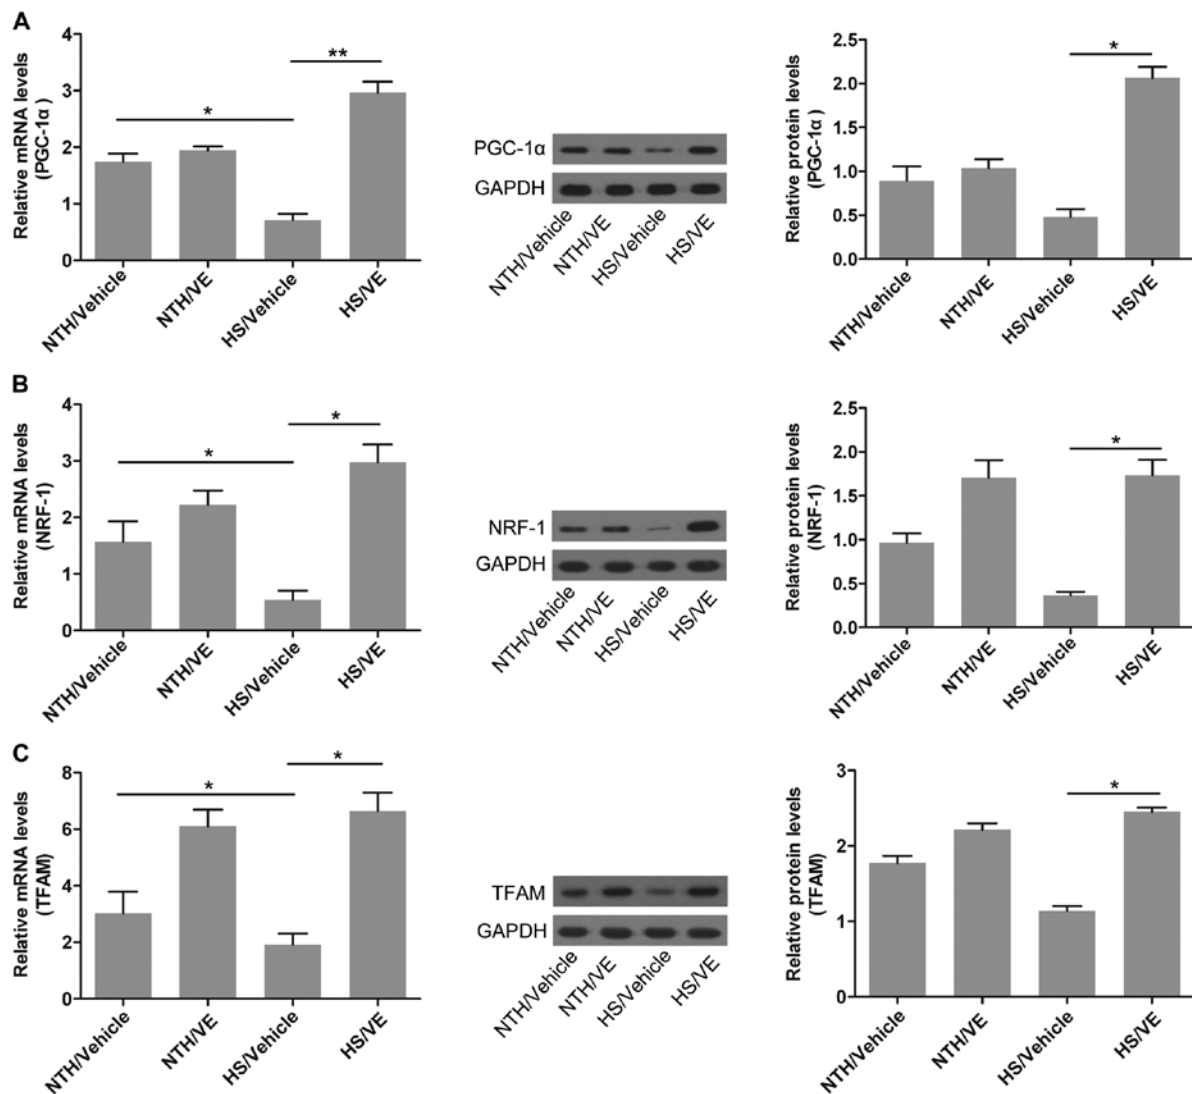 A
Relative mRNA levels
(PGC-1α )
4
3
2
1
0
*
**
NTH/Vehicle
NTH/VE
HS/Vehicle
HS/VE
PGC-1α
GAPDH
NTH/Vehicle
NTH/VE
HS/Vehicle
HS/VE
Relative protein levels
(PGC-1α)
2.5
2.0
1.5
1.0
0.5
0.0
*
NTH/Vehicle
NTH/VE
HS/Vehicle
HS/VE
B
Relative mRNA levels
(NRF-1)
4
3
2
1
0
*
*
NTH/Vehicle
NTH/VE
HS/Vehicle
HS/VE
NRF-1
GAPDH
NTH/Vehicle
NTH/VE
HS/Vehicle
HS/VE
Relative protein levels
(NRF-1)
2.5
2.0
1.5
1.0
0.5
0.0
*
NTH/Vehicle
NTH/VE
HS/Vehicle
HS/VE
C
Relative mRNA levels
(TFAM)
8
6
4
2
0
*
*
NTH/Vehicle
NTH/VE
HS/Vehicle
HS/VE
TFAM
GAPDH
NTH/Vehicle
NTH/VE
HS/Vehicle
HS/VE
Relative protein levels
(TFAM)
3
2
1
0
*
NTH/Vehicle
NTH/VE
HS/Vehicle
HS/VE